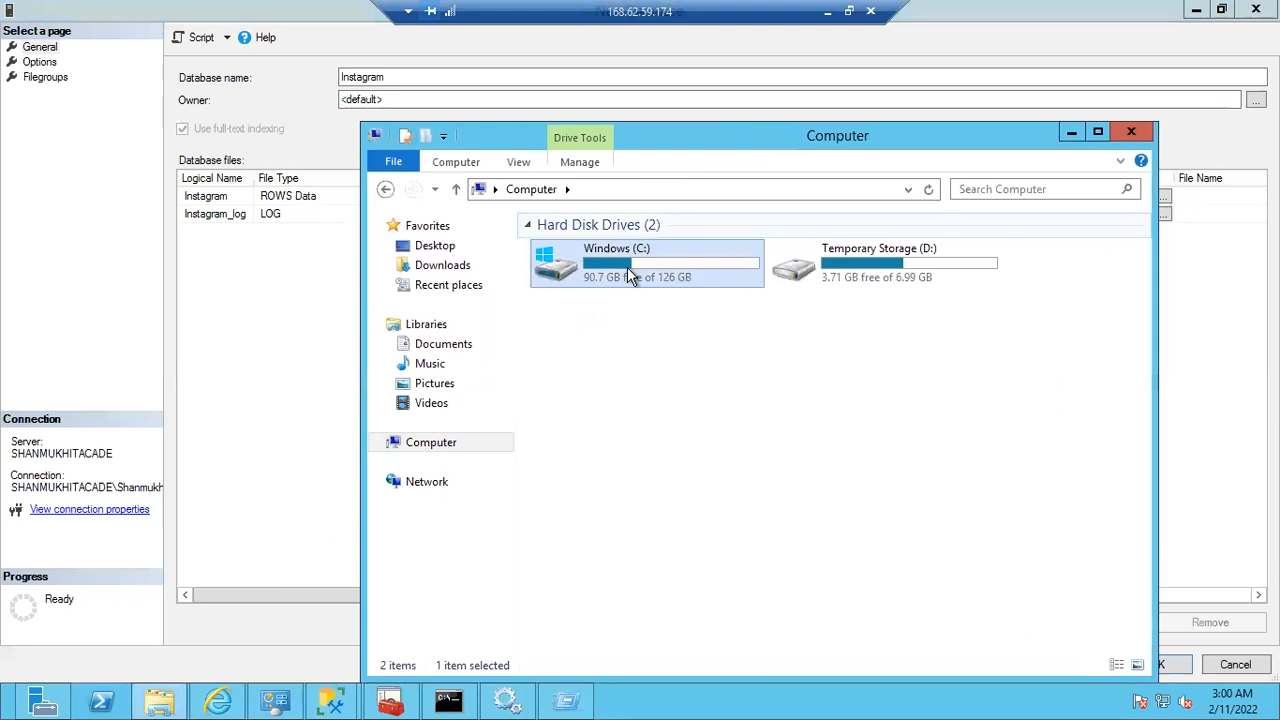 168.62.59.174
Select a page
General
Options
Filegroups
Script
Help
Database name:
Instagram
Owner:
<default>
...
Use full-text indexing
Database files:
Logical Name
File Type
File Name
Instagram
ROWS Data
Instagram_log
LOG
Drive Tools
Computer
File
Computer
View
Manage
Computer
Search Computer
Favorites
Desktop
Downloads
Recent places
Libraries
Documents
Music
Pictures
Videos
Computer
Network
Hard Disk Drives (2)
Windows (C:)
90.7 GB free of 126 GB
Temporary Storage (D:)
3.71 GB free of 6.99 GB
2 items
1 item selected
Connection
Server:
SHANMUKHITACADE
Connection:
SHANMUKHITACADE\Shanmukh
View connection properties
Progress
Ready
Remove
K
Cancel
3:00 AM
2/11/2022